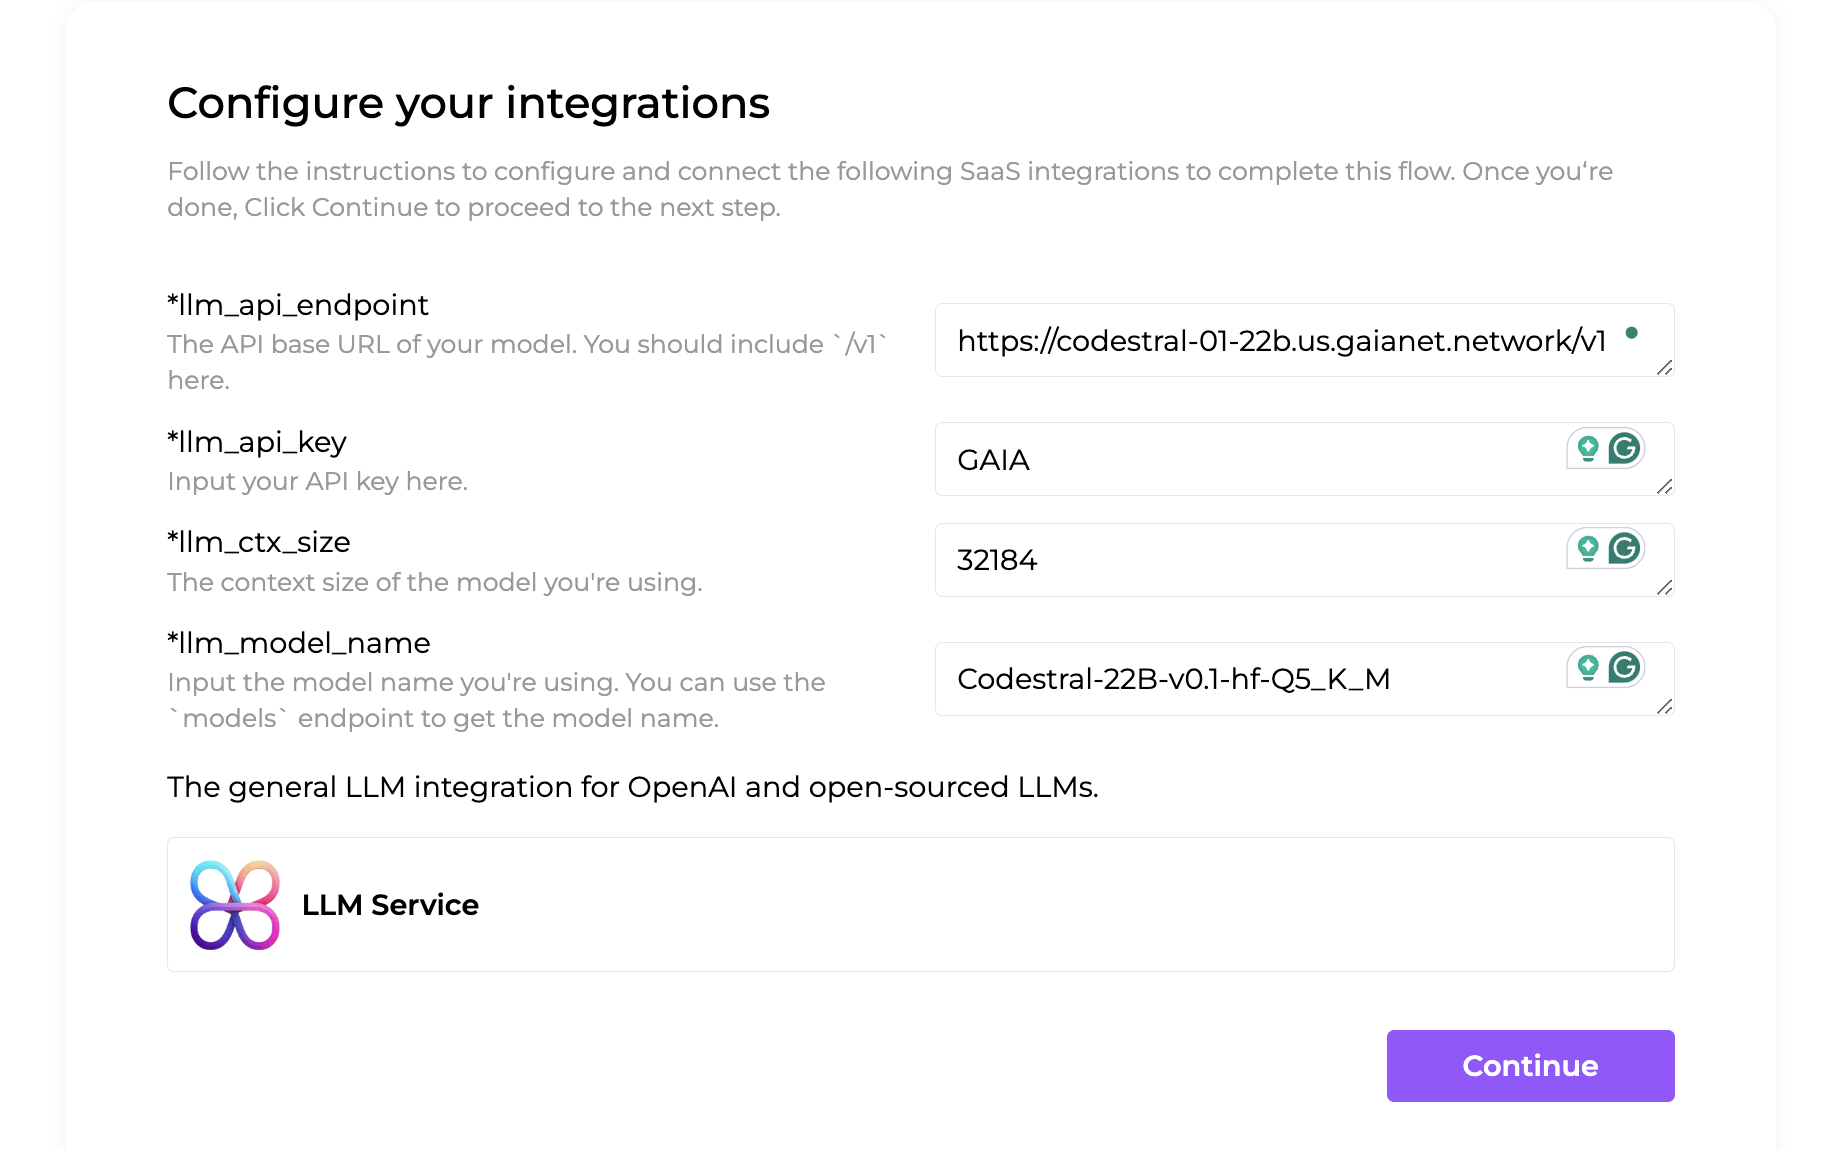 Configure your integrations
Follow the instructions to configure and connect the following SaaS integrations to complete this flow. Once you‘re
done, Click Continue to proceed to the next step.
*llm_api_endpoint
The API base URL of your model. You should include `/v1`
here.
https://codestral-01-22b.us.gaianet.network/v1
*llm_api_key
Input your API key here.
GAIA
*llm_ctx_size
The context size of the model you're using.
32184
*llm_model_name
Input the model name you're using. You can use the
`models` endpoint to get the model name.
Codestral-22B-v0.1-hf-Q5_K_M
The general LLM integration for OpenAI and open-sourced LLMs.
LLM Service
Continue